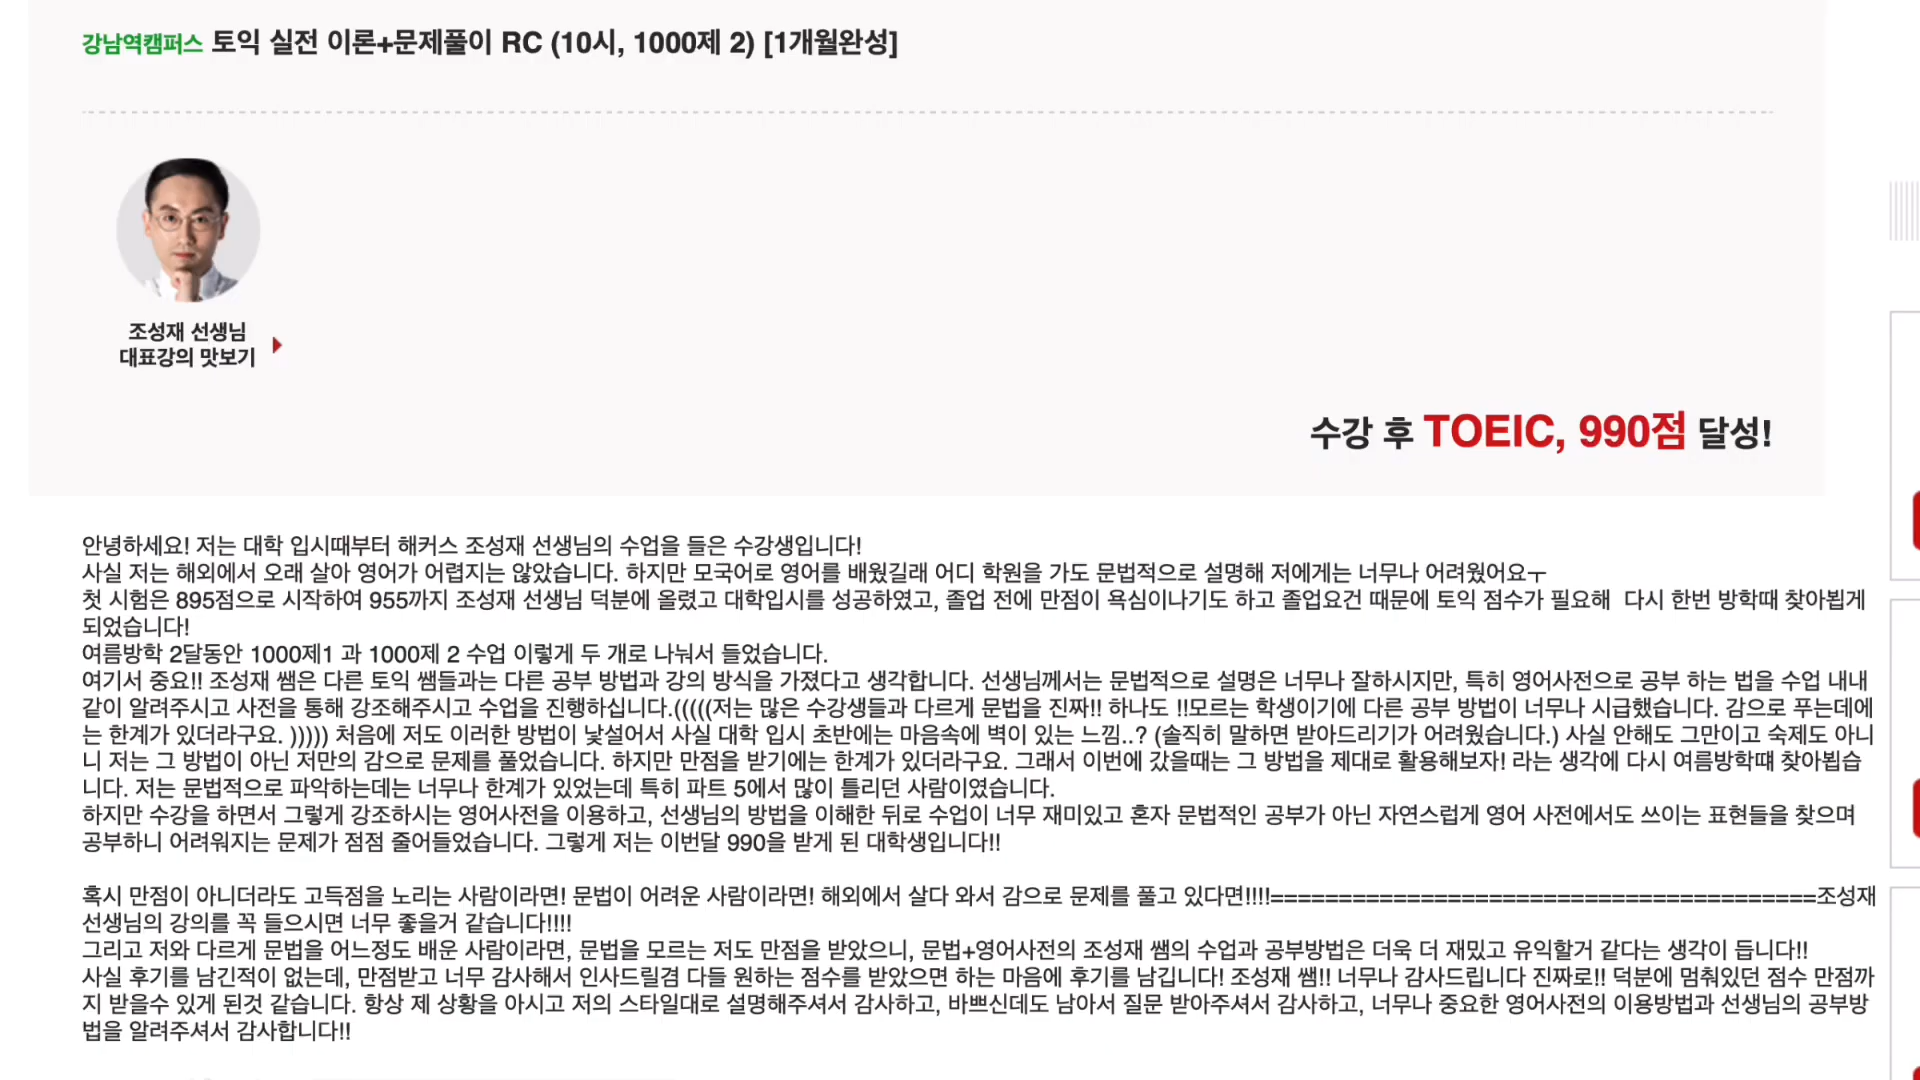 강남역캠퍼스 토익 실전 이론+문제풀이 RC (10시, 1000제 2) [1개월완성]
조성재 선생님
대표강의 맛보기
수강 후 TOEIC, 990점 달성!
안녕하세요! 저는 대학 입시때부터 해커스 조성재 선생님의 수업을 들은 수강생입니다!
사실 저는 해외에서 오래 살아 영어가 어렵지는 않았습니다. 하지만 모국어로 영어를 배웠길래 어디 학원을 가도 문법적으로 설명해 저에게는 너무나 어려웠어요ㅜ
첫 시험은 895점으로 시작하여 955까지 조성재 선생님 덕분에 올렸고 대학입시를 성공하였고, 졸업 전에 만점이 욕심이나기도 하고 졸업요건 때문에 토익 점수가 필요해  다시 한번 방학때 찾아뵙게
되었습니다!
여름방학 2달동안 1000제1 과 1000제 2 수업 이렇게 두 개로 나눠서 들었습니다.
여기서 중요!! 조성재 쌤은 다른 토익 쌤들과는 다른 공부 방법과 강의 방식을 가졌다고 생각합니다. 선생님께서는 문법적으로 설명은 너무나 잘하시지만, 특히 영어사전으로 공부 하는 법을 수업 내내
같이 알려주시고 사전을 통해 강조해주시고 수업을 진행하십니다.(((((저는 많은 수강생들과 다르게 문법을 진짜!! 하나도 !!모르는 학생이기에 다른 공부 방법이 너무나 시급했습니다. 감으로 푸는데에
는 한계가 있더라구요. ))))) 처음에 저도 이러한 방법이 낯설어서 사실 대학 입시 초반에는 마음속에 벽이 있는 느낌..? (솔직히 말하면 받아드리기가 어려웠습니다.) 사실 안해도 그만이고 숙제도 아니
니 저는 그 방법이 아닌 저만의 감으로 문제를 풀었습니다. 하지만 만점을 받기에는 한계가 있더라구요. 그래서 이번에 갔을때는 그 방법을 제대로 활용해보자! 라는 생각에 다시 여름방학떄 찾아뵙습
니다. 저는 문법적으로 파악하는데는 너무나 한계가 있었는데 특히 파트 5에서 많이 틀리던 사람이였습니다.
하지만 수강을 하면서 그렇게 강조하시는 영어사전을 이용하고, 선생님의 방법을 이해한 뒤로 수업이 너무 재미있고 혼자 문법적인 공부가 아닌 자연스럽게 영어 사전에서도 쓰이는 표현들을 찾으며
공부하니 어려워지는 문제가 점점 줄어들었습니다. 그렇게 저는 이번달 990을 받게 된 대학생입니다!!
혹시 만점이 아니더라도 고득점을 노리는 사람이라면! 문법이 어려운 사람이라면! 해외에서 살다 와서 감으로 문제를 풀고 있다면!!!!========================================조성재
선생님의 강의를 꼭 들으시면 너무 좋을거 같습니다!!!!
그리고 저와 다르게 문법을 어느정도 배운 사람이라면, 문법을 모르는 저도 만점을 받았으니, 문법+영어사전의 조성재 쌤의 수업과 공부방법은 더욱 더 재밌고 유익할거 같다는 생각이 듭니다!!
사실 후기를 남긴적이 없는데, 만점받고 너무 감사해서 인사드릴겸 다들 원하는 점수를 받았으면 하는 마음에 후기를 남깁니다! 조성재 쌤!! 너무나 감사드립니다 진짜로!! 덕분에 멈춰있던 점수 만점까
지 받을수 있게 된것 같습니다. 항상 제 상황을 아시고 저의 스타일대로 설명해주셔서 감사하고, 바쁘신데도 남아서 질문 받아주셔서 감사하고, 너무나 중요한 영어사전의 이용방법과 선생님의 공부방
법을 알려주셔서 감사합니다!!